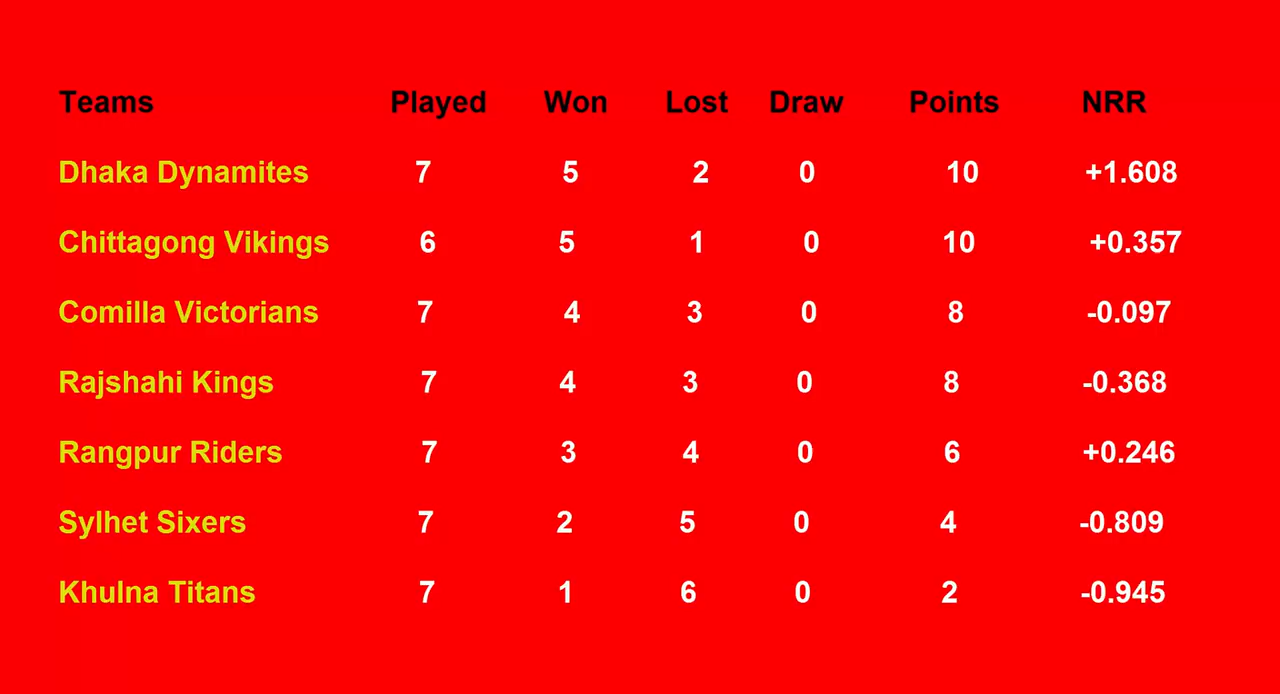 Teams Played Won Lost Draw Points NRR
Dhaka Dynamites 7 5 2 0 10 +1.608
Chittagong Vikings 6 5 1 0 10 +0.357
Comilla Victorians 7 4 3 0 8 -0.097
Rajshahi Kings 7 4 3 0 8 -0.368
Rangpur Riders 7 3 4 0 6 +0.246
Sylhet Sixers 7 2 5 0 4 -0.809
Khulna Titans 7 1 6 0 2 -0.945